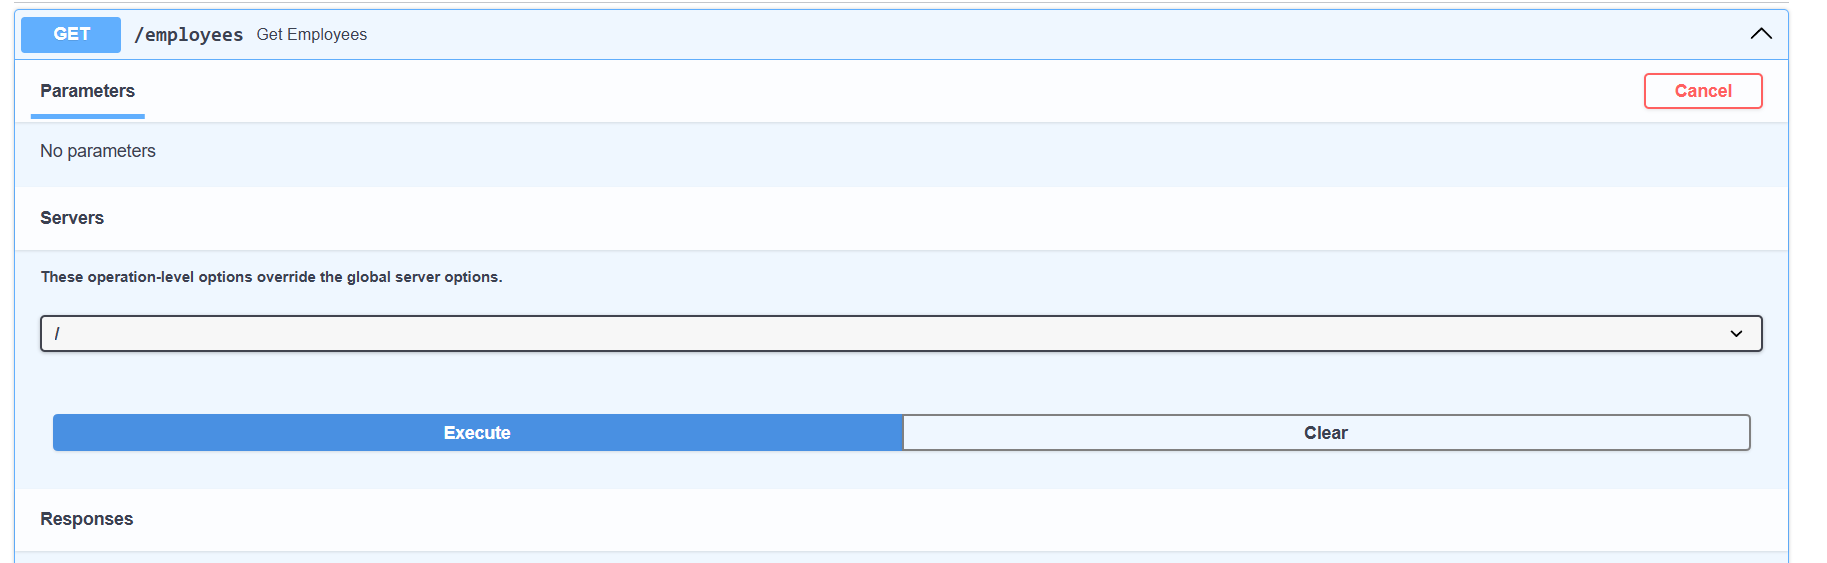 GET /employees Get Employees
Parameters
Cancel
No parameters
Servers
These operation-level options override the global server options.
/
Execute
Clear
Responses